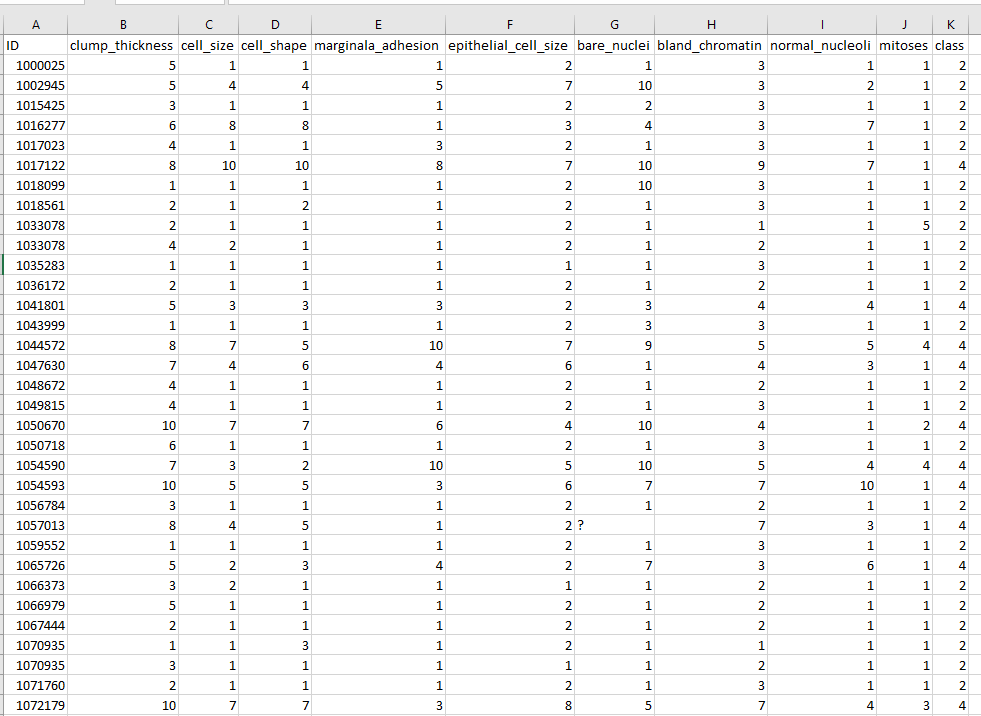 A B C D E F G H I J K
ID clump_thickness cell_size cell_shape marginala_adhesion epithelial_cell_size bare_nuclei bland_chromatin normal_nucleoli mitoses class
1000025 5 1 1 1 2 1 3 1 1 2
1002945 5 4 4 5 7 10 3 2 1 2
1015425 3 1 1 1 2 2 3 1 1 2
1016277 6 8 8 1 3 4 3 7 1 2
1017023 4 1 1 3 2 1 3 1 1 2
1017122 8 10 10 8 7 10 9 7 1 4
1018099 1 1 1 1 2 10 3 1 1 2
1018561 2 1 2 1 2 1 3 1 1 2
1033078 2 1 1 1 2 1 1 1 5 2
1033078 4 2 1 1 2 1 2 1 1 2
1035283 1 1 1 1 1 1 3 1 1 2
1036172 2 1 1 1 2 1 2 1 1 2
1041801 5 3 3 3 2 3 4 4 1 4
1043999 1 1 1 1 2 3 3 1 1 2
1044572 8 7 5 10 7 9 5 5 4 4
1047630 7 4 6 4 6 1 4 3 1 4
1048672 4 1 1 1 2 1 2 1 1 2
1049815 4 1 1 1 2 1 3 1 1 2
1050670 10 7 7 6 4 10 4 1 2 4
1050718 6 1 1 1 2 1 3 1 1 2
1054590 7 3 2 10 5 10 5 4 4 4
1054593 10 5 5 3 6 7 7 10 1 4
1056784 3 1 1 1 2 1 2 1 1 2
1057013 8 4 5 1 2 ? 7 3 1 4
1059552 1 1 1 1 2 1 3 1 1 2
1065726 5 2 3 4 2 7 3 6 1 4
1066373 3 2 1 1 1 1 2 1 1 2
1066979 5 1 1 1 2 1 2 1 1 2
1067444 2 1 1 1 2 1 2 1 1 2
1070935 1 1 3 1 2 1 1 1 1 2
1070935 3 1 1 1 1 1 2 1 1 2
1071760 2 1 1 1 2 1 3 1 1 2
1072179 10 7 7 3 8 5 7 4 3 4